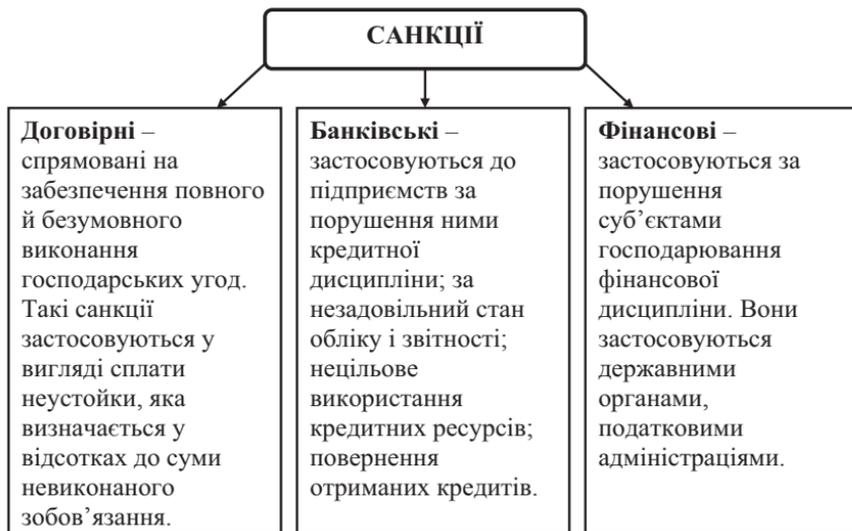 САНКЦІЇ
Договірні –
спрямовані на
забезпечення повного
й безумовного
виконання
господарських угод.
Такі санкції
застосовуються у
вигляді сплати
неустойки, яка
визначається у
відсотках до суми
невиконаного
зобов’язання.
Банківські –
застосовуються до
підприємств за
порушення ними
кредитної
дисципліни; за
незадовільний стан
обліку і звітності;
нецільове
використання
кредитних ресурсів;
повернення
отриманих кредитів.
Фінансові –
застосовуються за
порушення
суб’єктами
господарювання
фінансової
дисципліни. Вони
застосовуються
державними
органами,
податковими
адміністраціями.